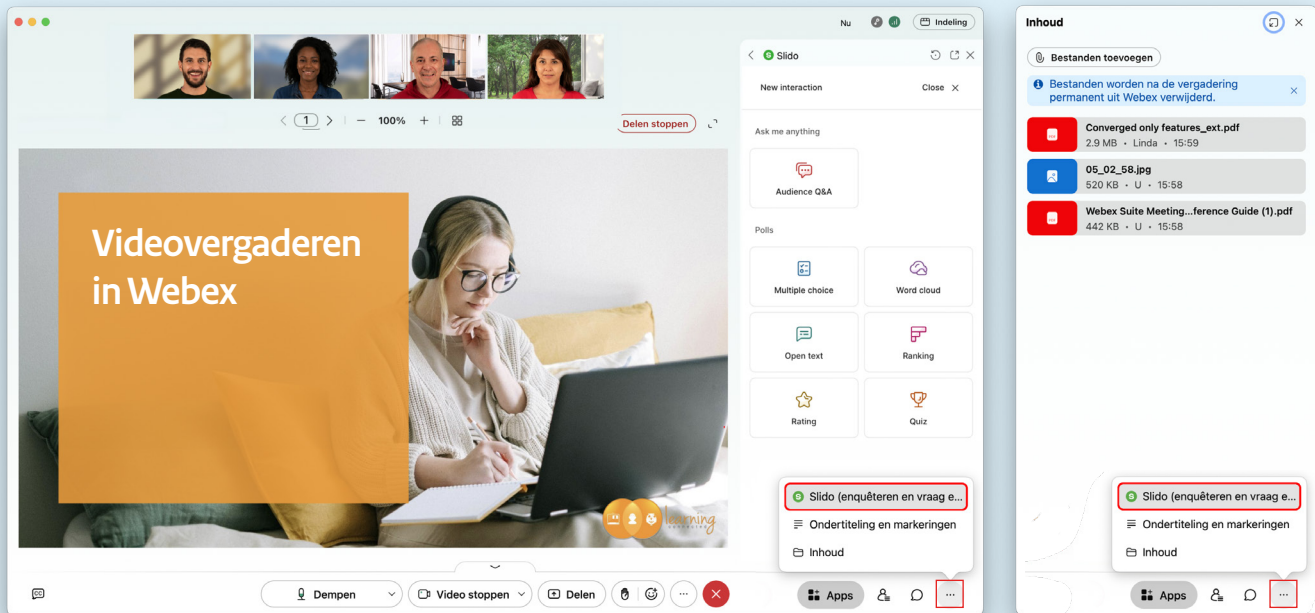 Nu
Indeling
Slido
New interaction
Close
1
100%
Delen stoppen
Ask me anything
Audience Q&A
Polls
Multiple choice
Word cloud
Open text
Ranking
Rating
Quiz
Videovergaderen
in Webex
learning
Slido (enquêteren en vraag e...
Ondertiteling en markeringen
Inhoud
Dempen
Video stoppen
Delen
Apps
Inhoud
Bestanden toevoegen
Bestanden worden na de vergadering
permanent uit Webex verwijderd.
Converged only features_ext.pdf
2.9 MB • Linda • 15:59
05_02_58.jpg
520 KB • U • 15:58
Webex Suite Meeting...ference Guide (1).pdf
442 KB • U • 15:58
Slido (enquêteren en vraag e...
Ondertiteling en markeringen
Inhoud
Apps